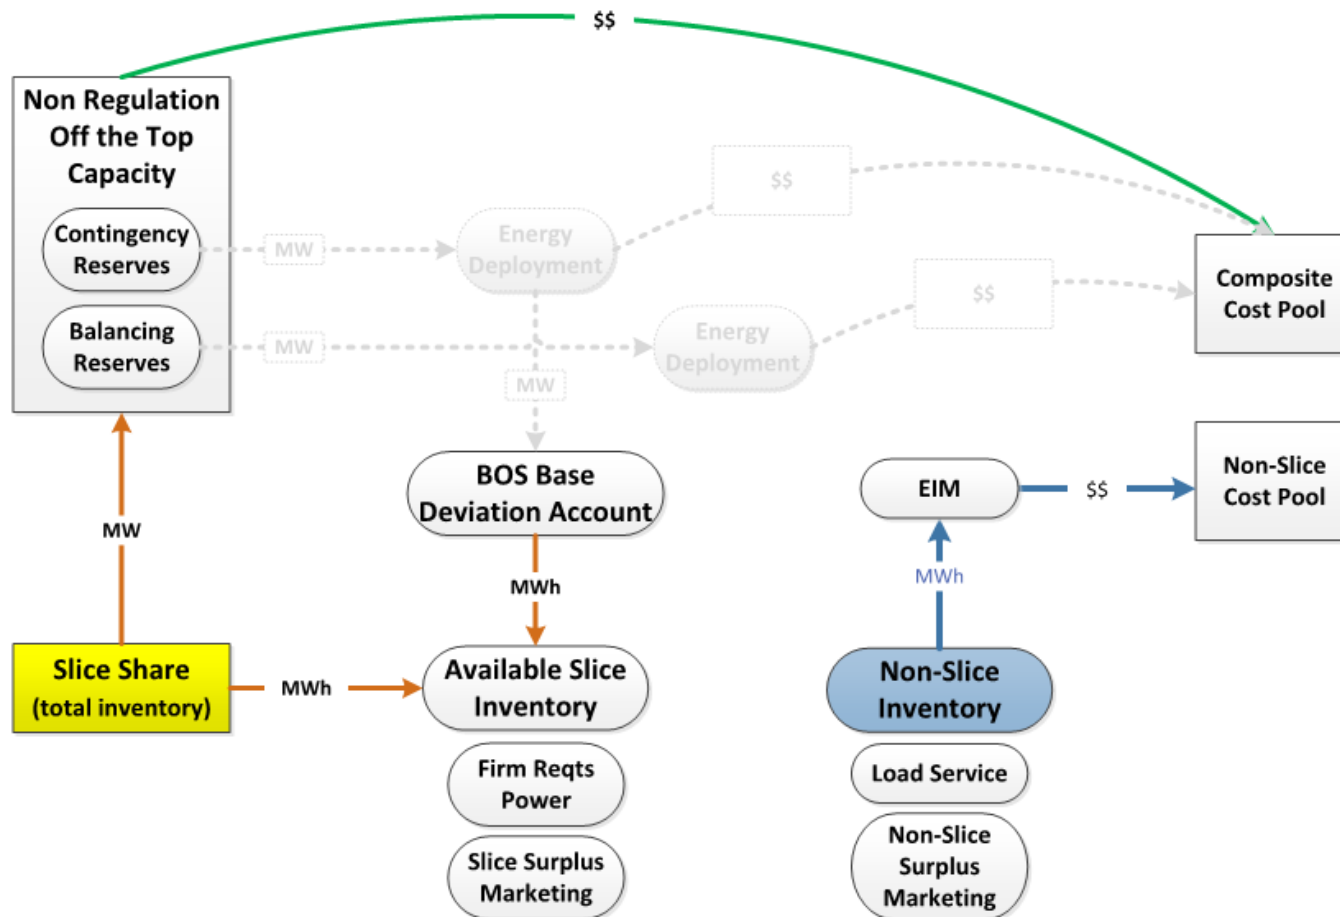 $$
Non Regulation
Off the Top
Capacity
Contingency
Reserves
Balancing
Reserves
MW
MW
Energy
Deployment
$$
Energy
Deployment
$$
MW
Composite
Cost Pool
BOS Base
Deviation Account
EIM
$$
Non-Slice
Cost Pool
MW
MWh
MWh
Slice Share
(total inventory)
MWh
Available Slice
Inventory
Non-Slice
Inventory
Firm Reqts
Power
Load Service
Slice Surplus
Marketing
Non-Slice
Surplus
Marketing